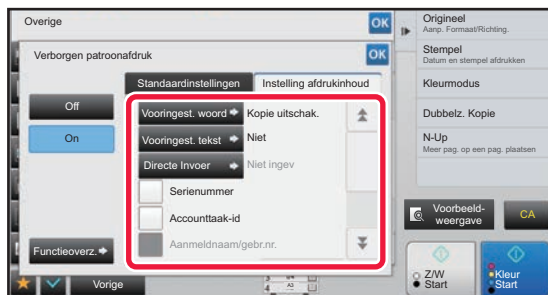 Overige
OK
Verborgen patroonafdruk
OK
Standaardinstellingen
Instelling afdrukinhoud
Off
On
Vooringest. woord
Kopie uitschak.
Vooringest. tekst
Niet
Directe Invoer
Niet ingev
Serienummer
Accounttaak-id
Aanmeldnaam/gebr.nr.
Functieoverz.
Vorige
Origineel
Aanp. Formaat/Richting.
Stempel
Datum en stempel afdrukken
Kleurmodus
Dubbelz. Kopie
N-Up
Meer pag. op een pag. plaatsen
Voorbeeld-
weergave
CA
Z/W
Start
Kleur
Start